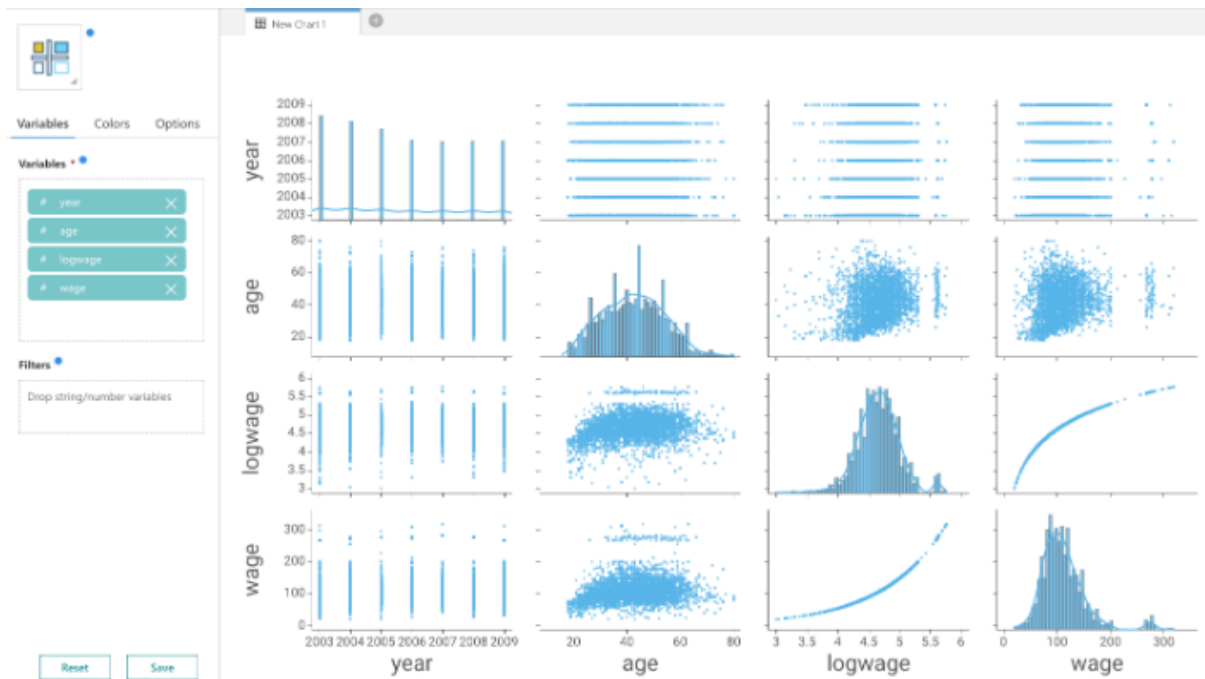 New Chart 1
Variables Colors Options
Variables *
# year
# age
# logwage
# wage
Filters
Drop string/number variables
Reset Save
year
2009
2008
2007
2006
2005
2004
2003
age
80
60
40
20
logwage
6
5.5
5
4.5
4
3.5
3
wage
300
200
100
0
2003 2004 2005 2006 2007 2008 2009
20 40 60 80
3 3.5 4 4.5 5 5.5 6
0 100 200 300
year age logwage wage